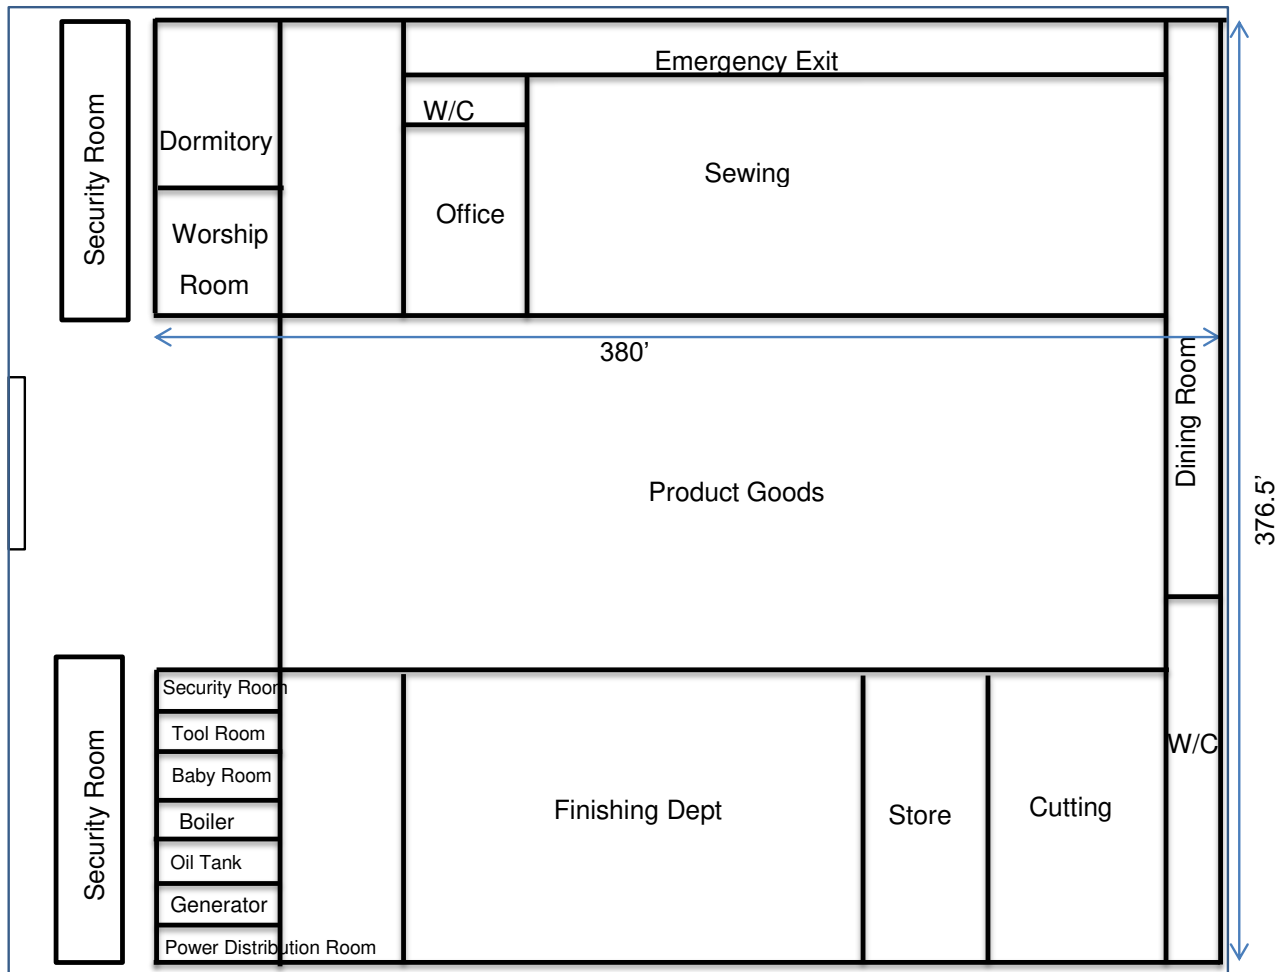 Emergency Exit
W/C
Security Room
Dormitory
Sewing
Office
Worship
Room
380’
Dining Room
Product Goods
376.5’
Security Room
Tool Room
W/C
Baby Room
Security Room
Finishing Dept
Store
Cutting
Boiler
Oil Tank
Generator
Power Distribution Room